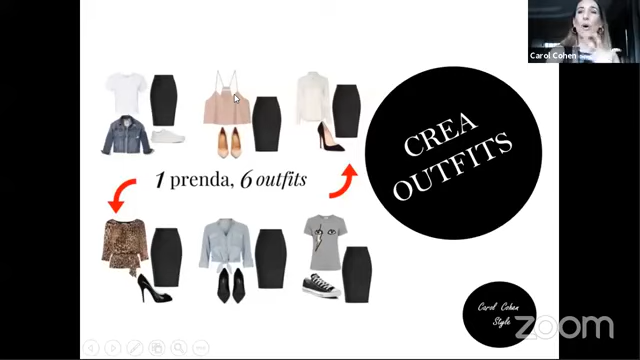 Carol Cohen
CREA
OUTFITS
1 prenda, 6 outfits
Carol Cohen
Style
zoom